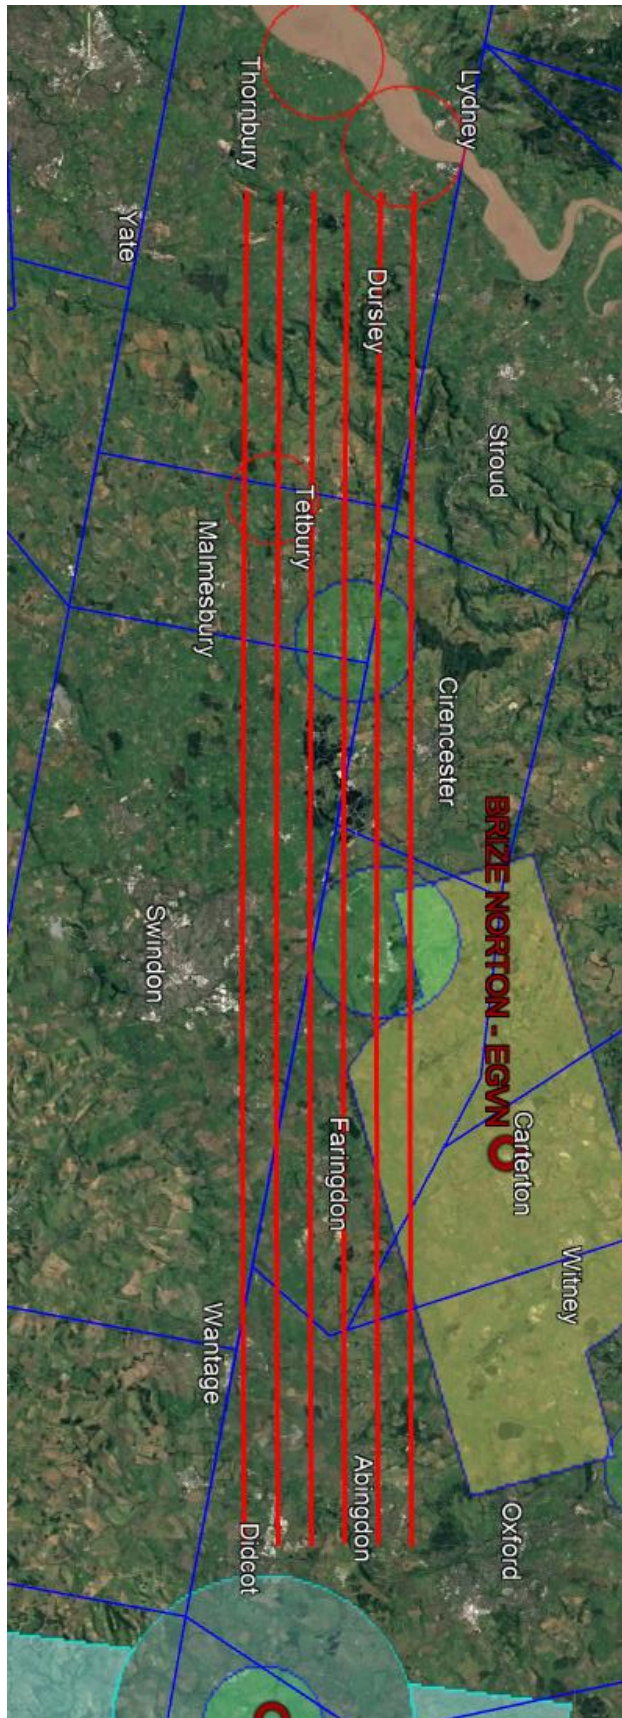 Lydney
Thornbury
Yate
Dursley
Stroud
Tetbury
Malmesbury
Cirencester
BRIZE NORTON - EGVN
Swindon
Carterton
Faringdon
Witney
Wantage
Abingdon
Oxford
Didcot